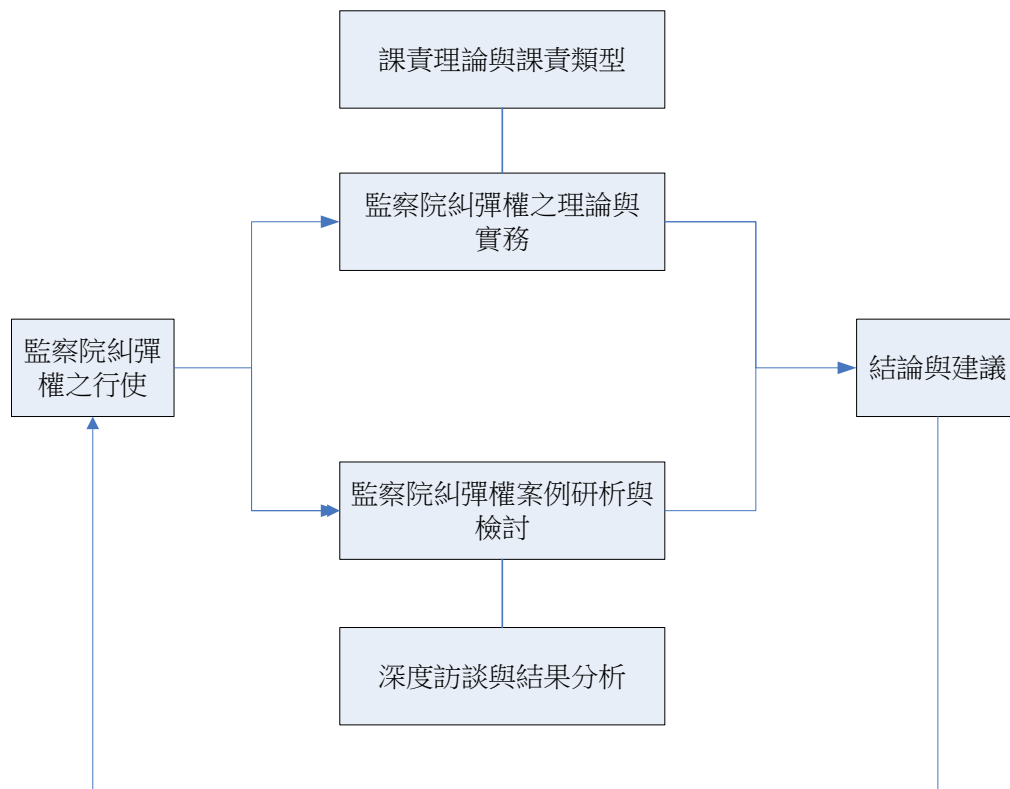 課責理論與課責類型
監察院糾彈權之理論與
實務
監察院糾彈
權之行使
結論與建議
監察院糾彈權案例研析與
檢討
深度訪談與結果分析